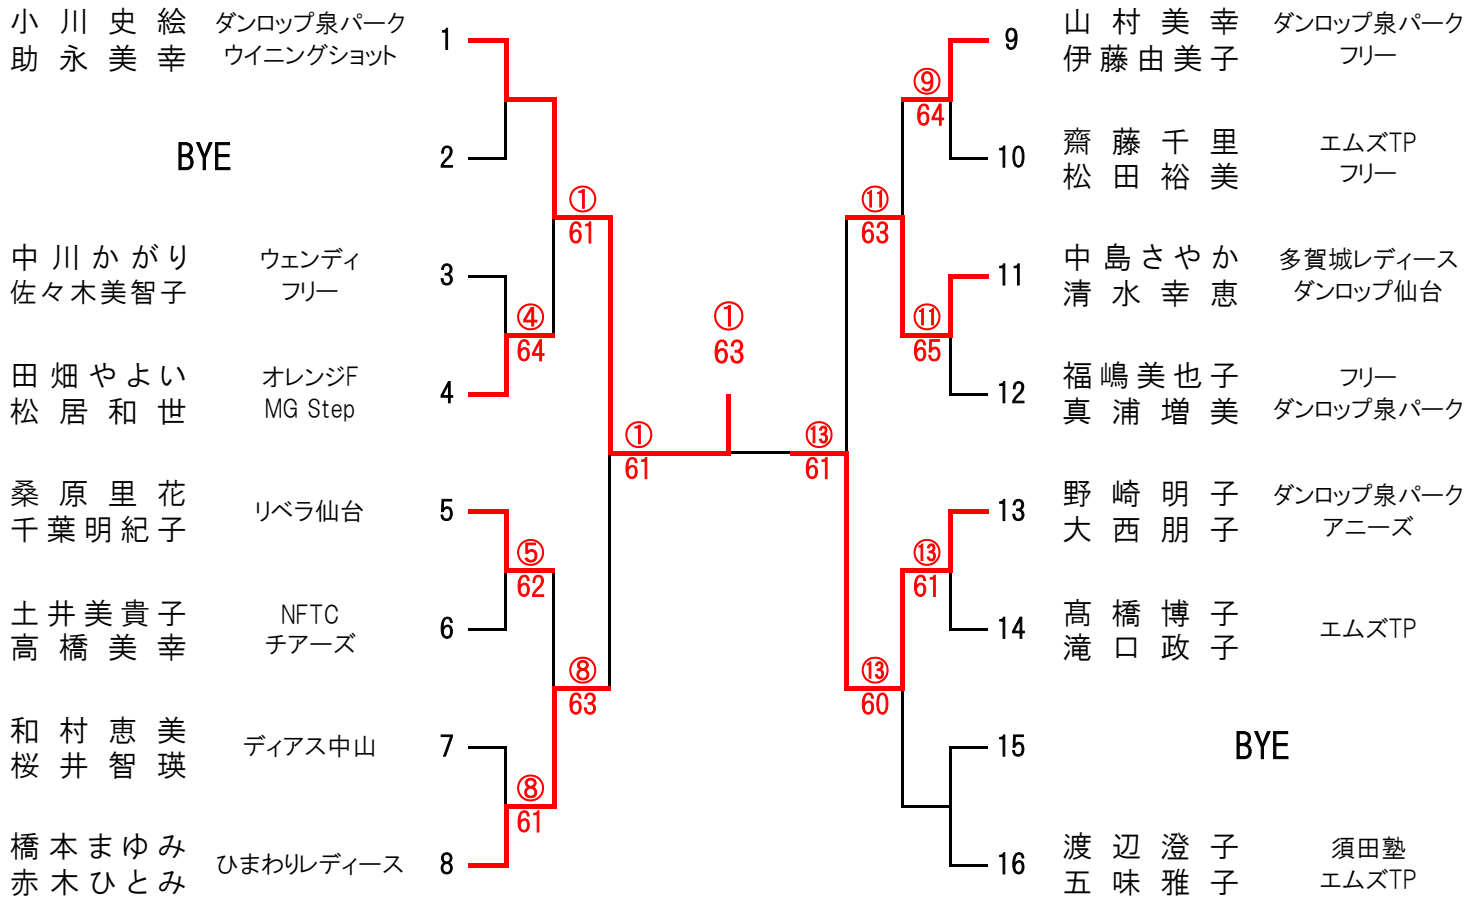 小川史絵 ダンロップ泉パーク
助永美幸 ウイニングショット
1
BYE
2
中川かがり ウェンディ
佐々木美智子 フリー
3
田畑やよい オレンジF
松居和世 MG Step
4
桑原里花
千葉明紀子
リベラ仙台
5
土井美貴子 NFTC
高橋美幸 チアーズ
6
和村恵美
桜井智瑛
ディアス中山
7
橋本まゆみ
赤木ひとみ
ひまわりレディース
8
①
61
④
64
⑤
62
⑧
63
⑧
61
①
61
①
63
⑬
61
⑨
64
⑪
63
⑪
65
⑬
61
⑬
60
9
山村美幸 ダンロップ泉パーク
伊藤由美子 フリー
10
齋藤千里 エムズTP
松田裕美 フリー
11
中島さやか 多賀城レディース
清水幸恵 ダンロップ仙台
12
福嶋美也子 フリー
真浦増美 ダンロップ泉パーク
13
野崎明子 ダンロップ泉パーク
大西朋子 アニーズ
14
髙橋博子
滝口政子
エムズTP
15
BYE
16
渡辺澄子 須田塾
五味雅子 エムズTP